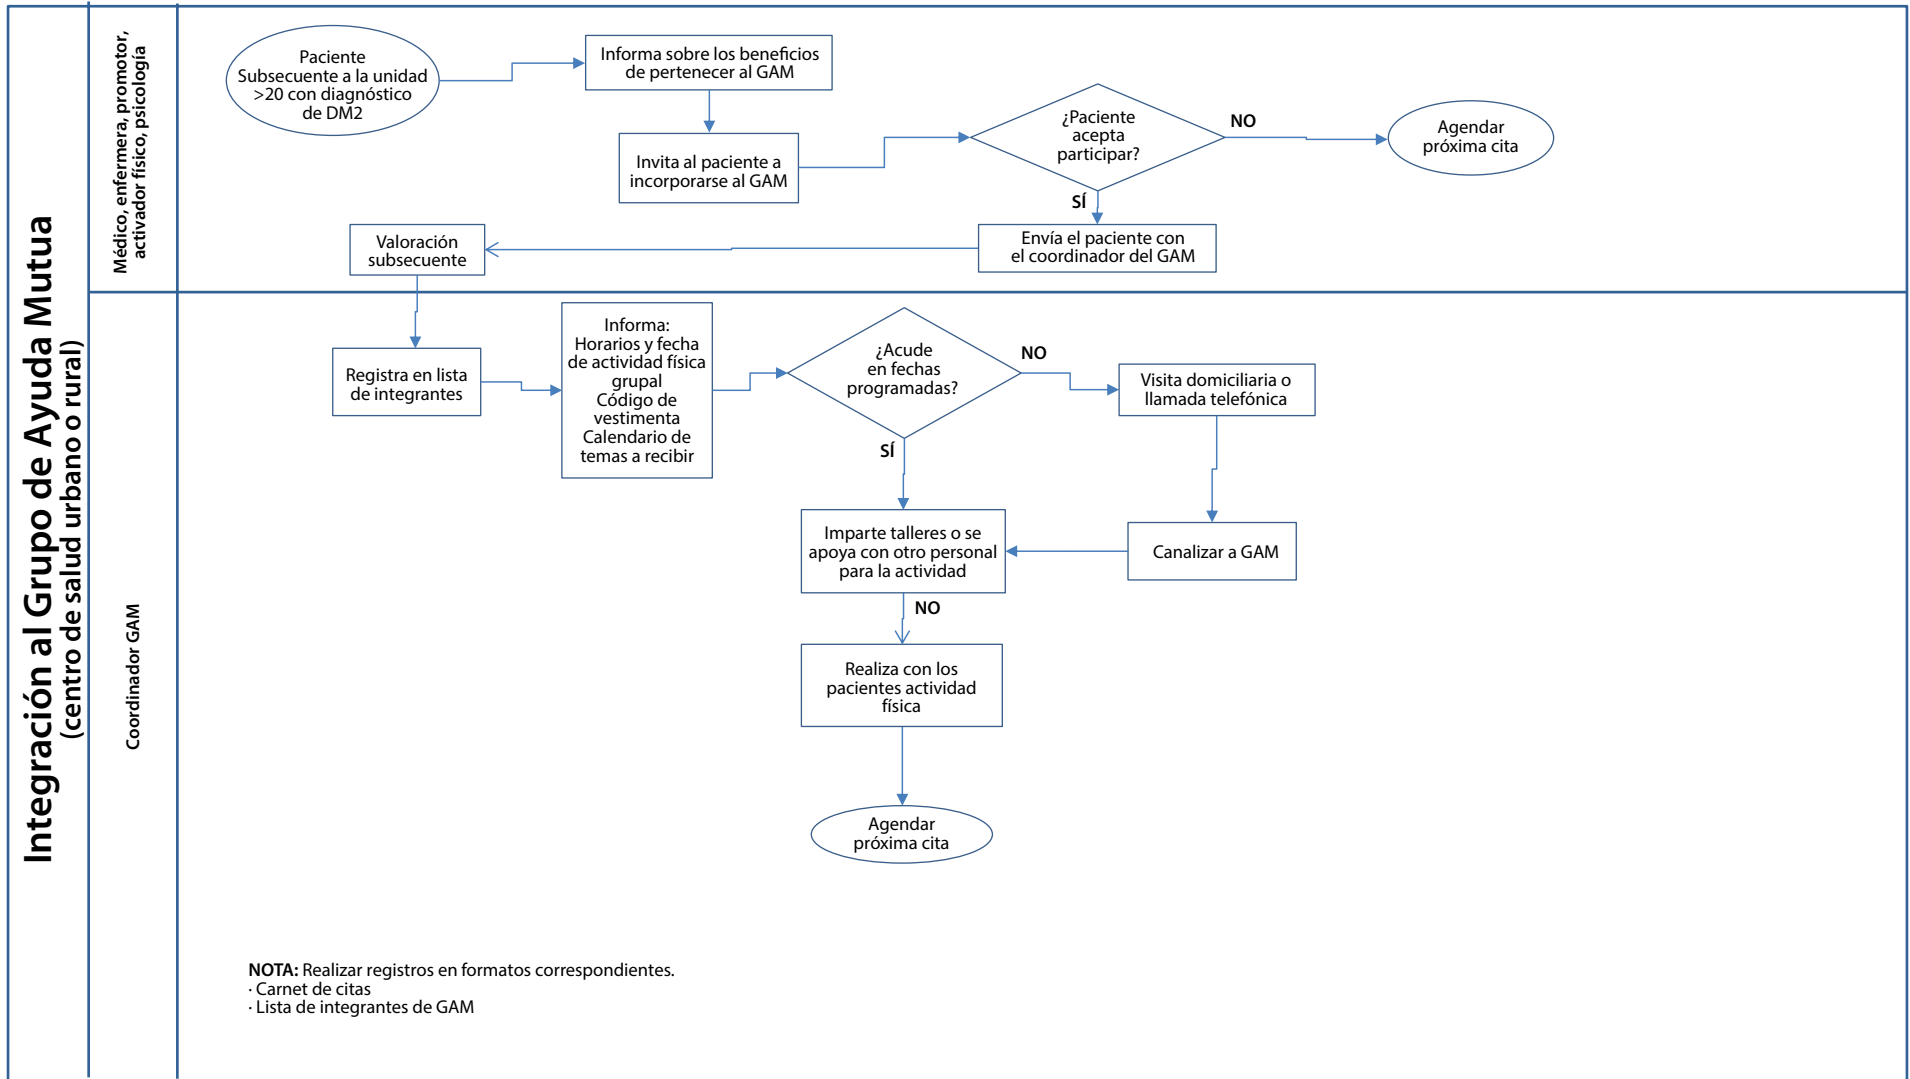 Integración al Grupo de Ayuda Mutua
(centro de salud urbano o rural)
Médico, enfermera, promotor,
activador físico, psicología
Paciente
Subsecuente a la unidad
>20 con diagnóstico
de DM2
Informa sobre los beneficios
de pertenecer al GAM
Invita al paciente a
incorporarse al GAM
¿Paciente
acepta
participar?
NO
Agendar
próxima cita
SÍ
Envía el paciente con
el coordinador del GAM
Valoración
subsecuente
Coordinador GAM
Registra en lista
de integrantes
Informa:
Horarios y fecha
de actividad física
grupal
Código de
vestimenta
Calendario de
temas a recibir
¿Acude
en fechas
programadas?
NO
Visita domiciliaria o
llamada telefónica
SÍ
Imparte talleres o se
apoya con otro personal
para la actividad
Canalizar a GAM
NO
Realiza con los
pacientes actividad
física
Agendar
próxima cita
NOTA: Realizar registros en formatos correspondientes.
· Carnet de citas
· Lista de integrantes de GAM